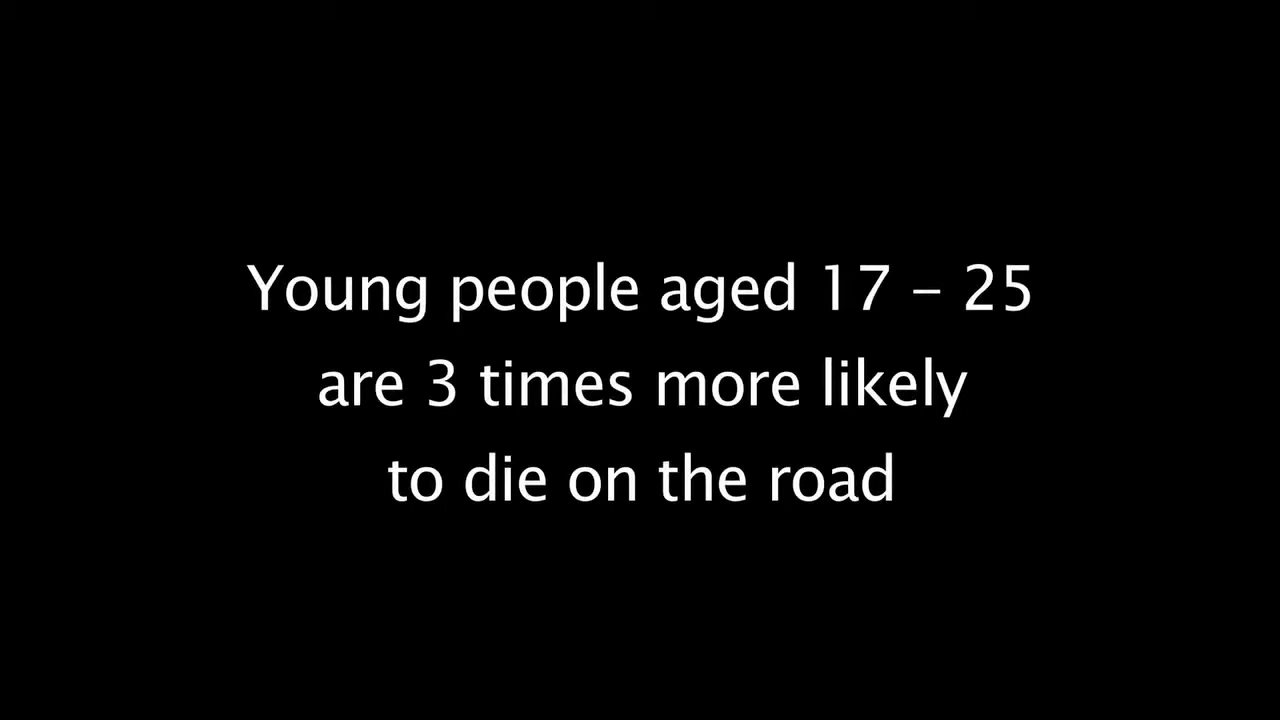 Young people aged 17 – 25
are 3 times more likely
to die on the road